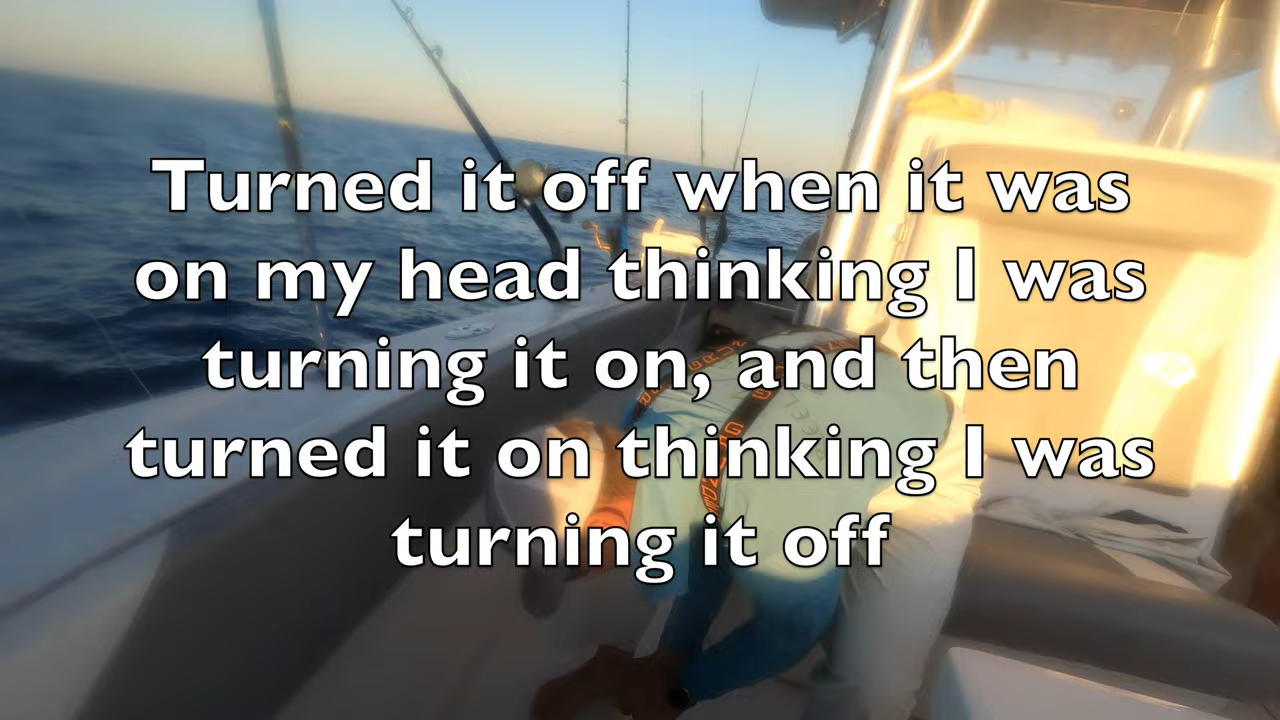 Turned it off when it was
on my head thinking I was
turning it on, and then
turned it on thinking I was
turning it off